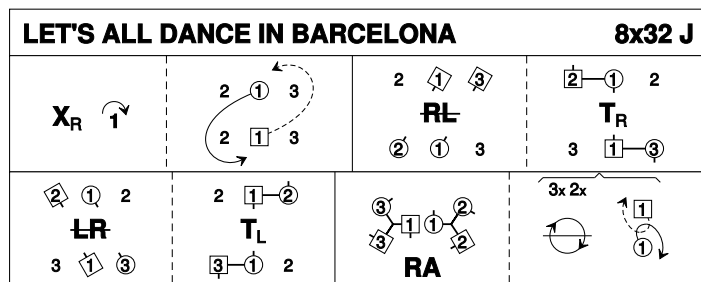 LET'S ALL DANCE IN BARCELONA 8x32 J
2 1 3 2 1 3 2 1 2
XR 1 RL TR
2 1 3 2 1 3 3 1 3
2 1 2 2 1 2 3x 2x
LR TL 3 1 1 2 1
3 1 3 3 1 2 3 2 1
RA